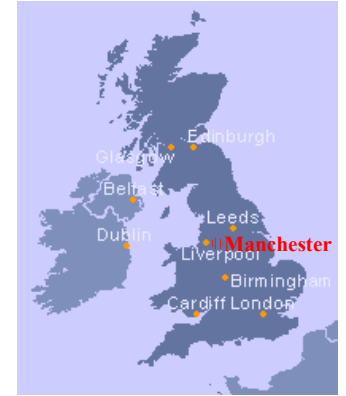 Edinburgh
Glasgow
Belfast
Leeds
Dublin
Manchester
Liverpool
Birmingham
Cardiff London